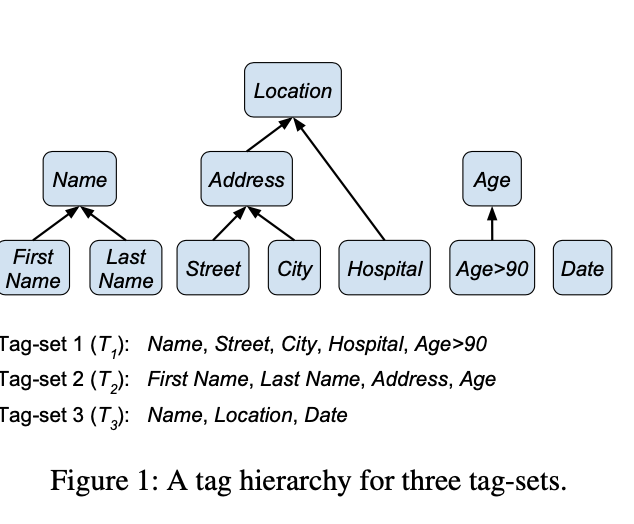 Location
Name
Address
Age
First
Name
Last
Name
Street
City
Hospital
Age>90
Date
Tag-set 1 (T1): Name, Street, City, Hospital, Age>90
Tag-set 2 (T2): First Name, Last Name, Address, Age
Tag-set 3 (T3): Name, Location, Date
Figure 1: A tag hierarchy for three tag-sets.